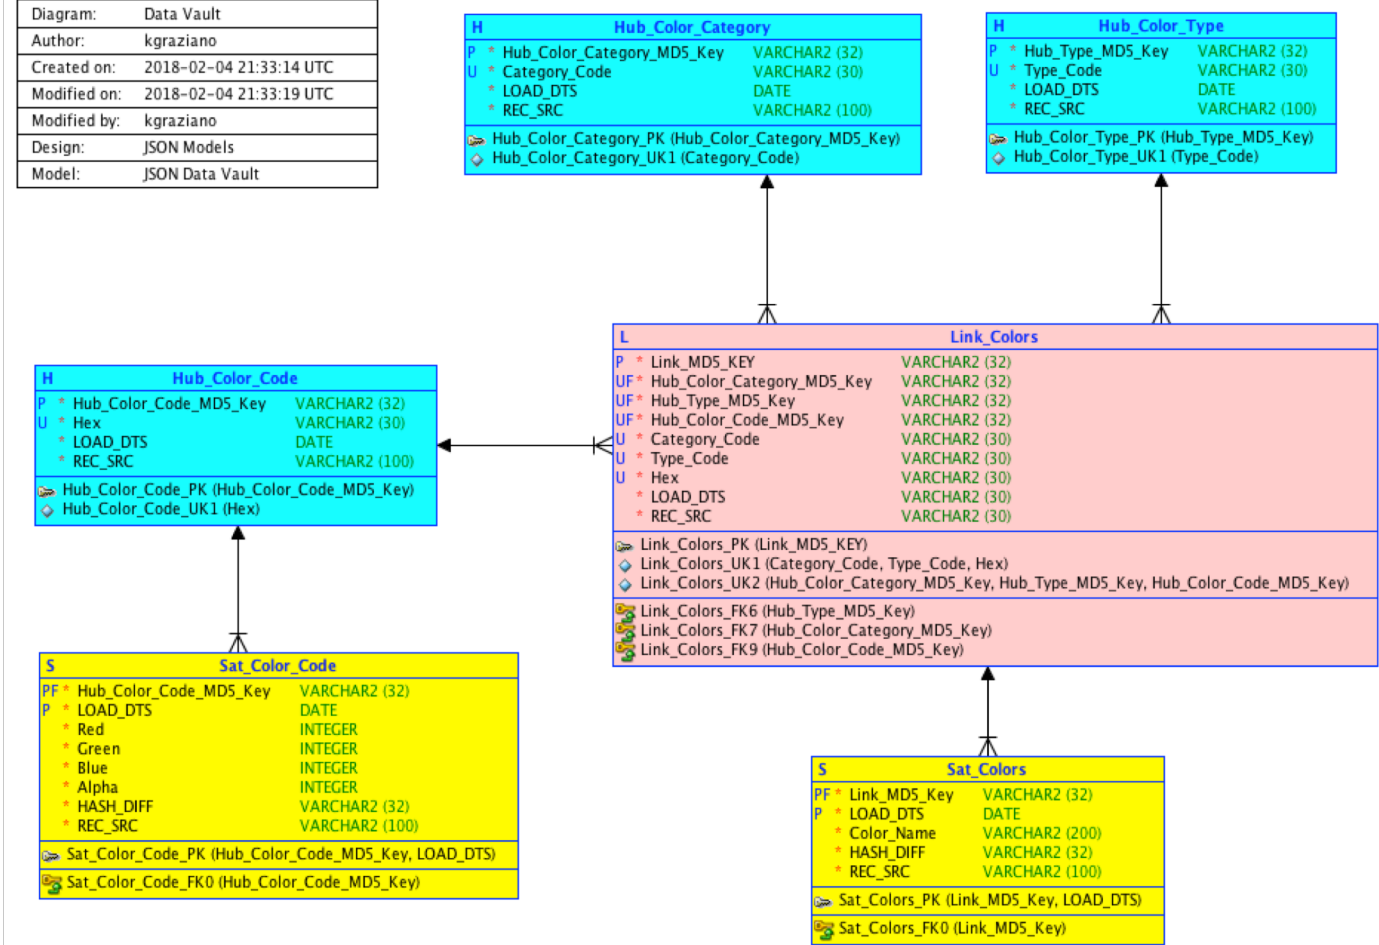 Diagram: Data Vault
Author: kgraziano
Created on: 2018-02-04 21:33:14 UTC
Modified on: 2018-02-04 21:33:19 UTC
Modified by: kgraziano
Design: JSON Models
Model: JSON Data Vault
H Hub_Color_Category
P * Hub_Color_Category_MD5_Key VARCHAR2 (32)
U * Category_Code VARCHAR2 (30)
* LOAD_DTS DATE
* REC_SRC VARCHAR2 (100)
Hub_Color_Category_PK (Hub_Color_Category_MD5_Key)
Hub_Color_Category_UK1 (Category_Code)
H Hub_Color_Type
P * Hub_Type_MD5_Key VARCHAR2 (32)
U * Type_Code VARCHAR2 (30)
* LOAD_DTS DATE
* REC_SRC VARCHAR2 (100)
Hub_Color_Type_PK (Hub_Type_MD5_Key)
Hub_Color_Type_UK1 (Type_Code)
H Hub_Color_Code
P * Hub_Color_Code_MD5_Key VARCHAR2 (32)
U * Hex VARCHAR2 (30)
* LOAD_DTS DATE
* REC_SRC VARCHAR2 (100)
Hub_Color_Code_PK (Hub_Color_Code_MD5_Key)
Hub_Color_Code_UK1 (Hex)
L Link_Colors
P * Link_MD5_KEY VARCHAR2 (32)
UF * Hub_Color_Category_MD5_Key VARCHAR2 (32)
UF * Hub_Type_MD5_Key VARCHAR2 (32)
UF * Hub_Color_Code_MD5_Key VARCHAR2 (32)
U * Category_Code VARCHAR2 (30)
U * Type_Code VARCHAR2 (30)
U * Hex VARCHAR2 (30)
* LOAD_DTS VARCHAR2 (30)
* REC_SRC VARCHAR2 (30)
Link_Colors_PK (Link_MD5_KEY)
Link_Colors_UK1 (Category_Code, Type_Code, Hex)
Link_Colors_UK2 (Hub_Color_Category_MD5_Key, Hub_Type_MD5_Key, Hub_Color_Code_MD5_Key)
Link_Colors_FK6 (Hub_Type_MD5_Key)
Link_Colors_FK7 (Hub_Color_Category_MD5_Key)
Link_Colors_FK9 (Hub_Color_Code_MD5_Key)
S Sat_Color_Code
PF * Hub_Color_Code_MD5_Key VARCHAR2 (32)
P * LOAD_DTS DATE
* Red INTEGER
* Green INTEGER
* Blue INTEGER
* Alpha INTEGER
* HASH_DIFF VARCHAR2 (32)
* REC_SRC VARCHAR2 (100)
Sat_Color_Code_PK (Hub_Color_Code_MD5_Key, LOAD_DTS)
Sat_Color_Code_FK0 (Hub_Color_Code_MD5_Key)
S Sat_Colors
PF * Link_MD5_Key VARCHAR2 (32)
P * LOAD_DTS DATE
* Color_Name VARCHAR2 (200)
* HASH_DIFF VARCHAR2 (32)
* REC_SRC VARCHAR2 (100)
Sat_Colors_PK (Link_MD5_Key, LOAD_DTS)
Sat_Colors_FK0 (Link_MD5_Key)